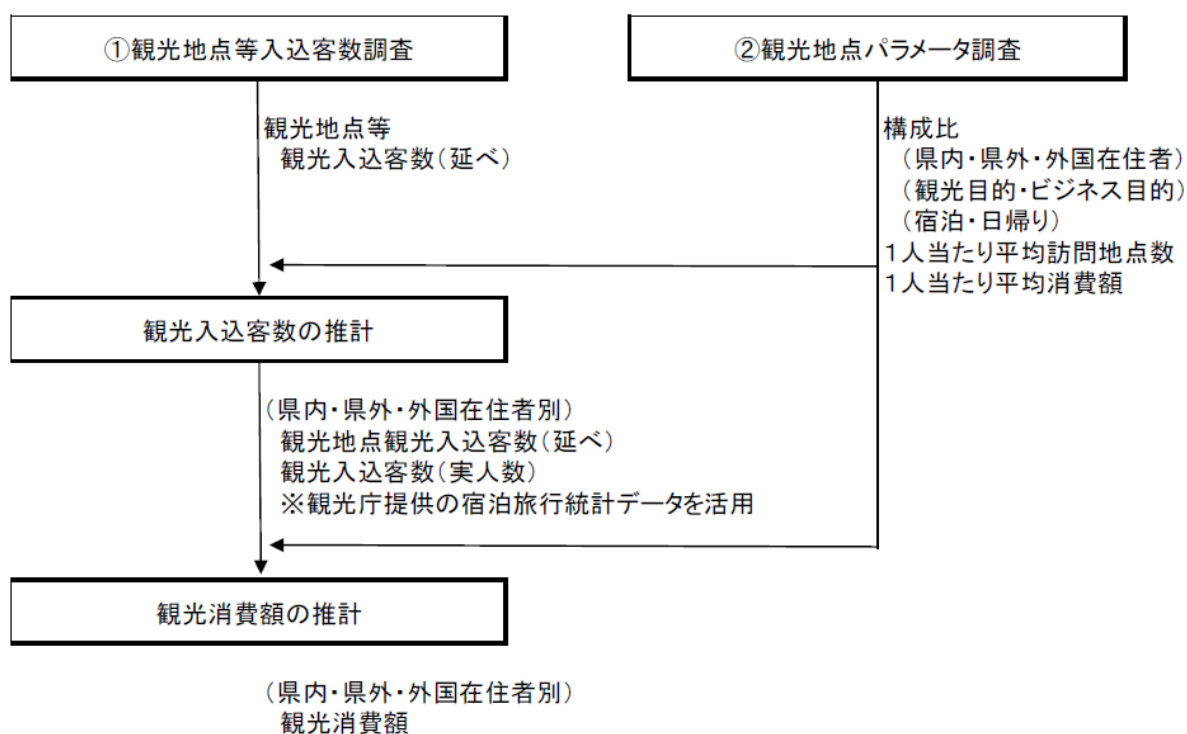 ①観光地点等入込客数調査
②観光地点パラメータ調査
観光地点等
観光入込客数(延べ)
構成比
(県内・県外・外国在住者)
(観光目的・ビジネス目的)
(宿泊・日帰り)
1人当たり平均訪問地点数
1人当たり平均消費額
観光入込客数の推計
(県内・県外・外国在住者別)
観光地点観光入込客数(延べ)
観光入込客数(実人数)
※観光庁提供の宿泊旅行統計データを活用
観光消費額の推計
(県内・県外・外国在住者別)
観光消費額